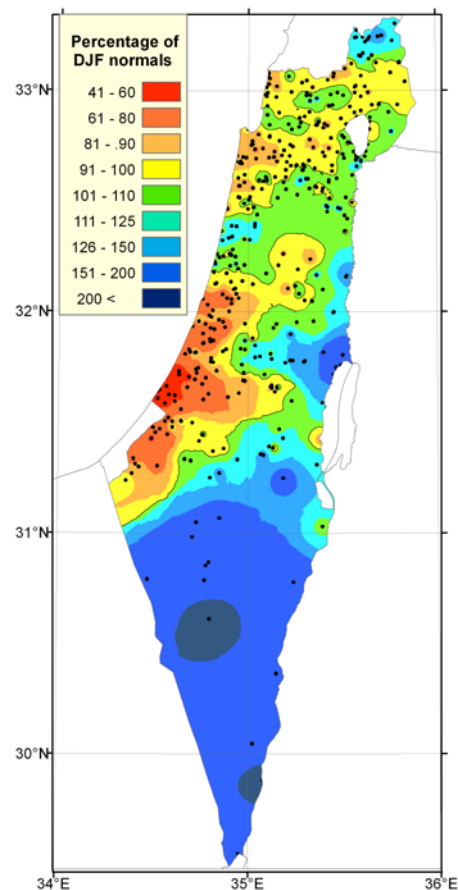 Percentage of
DJF normals
41 - 60
61 - 80
81 - .90
91 - 100
101 - 110
111 - 125
126 - 150
151 - 200
200 <
33°N
32°N
31°N
30°N
34°E
35°E
36°E